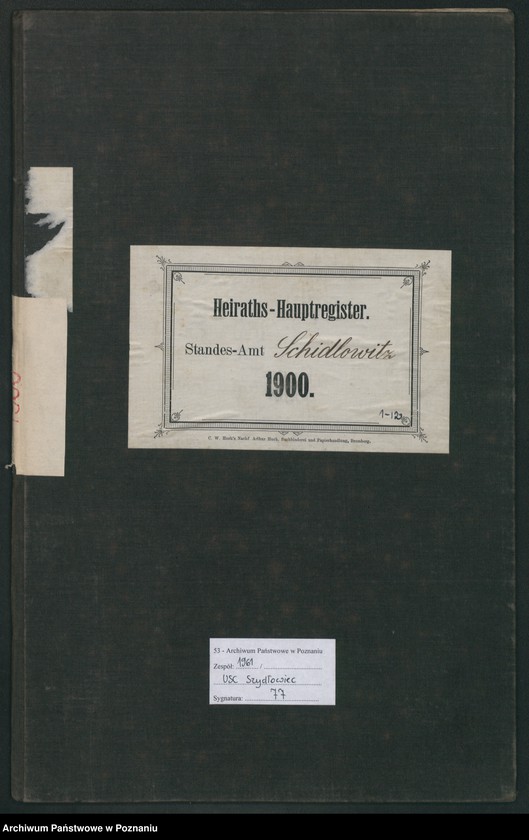 Heiraths-Hauptregister.
Standes-Amt Schidlowitz
1900.
1-12
53 - Archiwum Państwowe w Poznaniu
Zespół: 1961 /
USC Szydłowiec
Sygnatura: 77
Archiwum Państwowe w Poznaniu